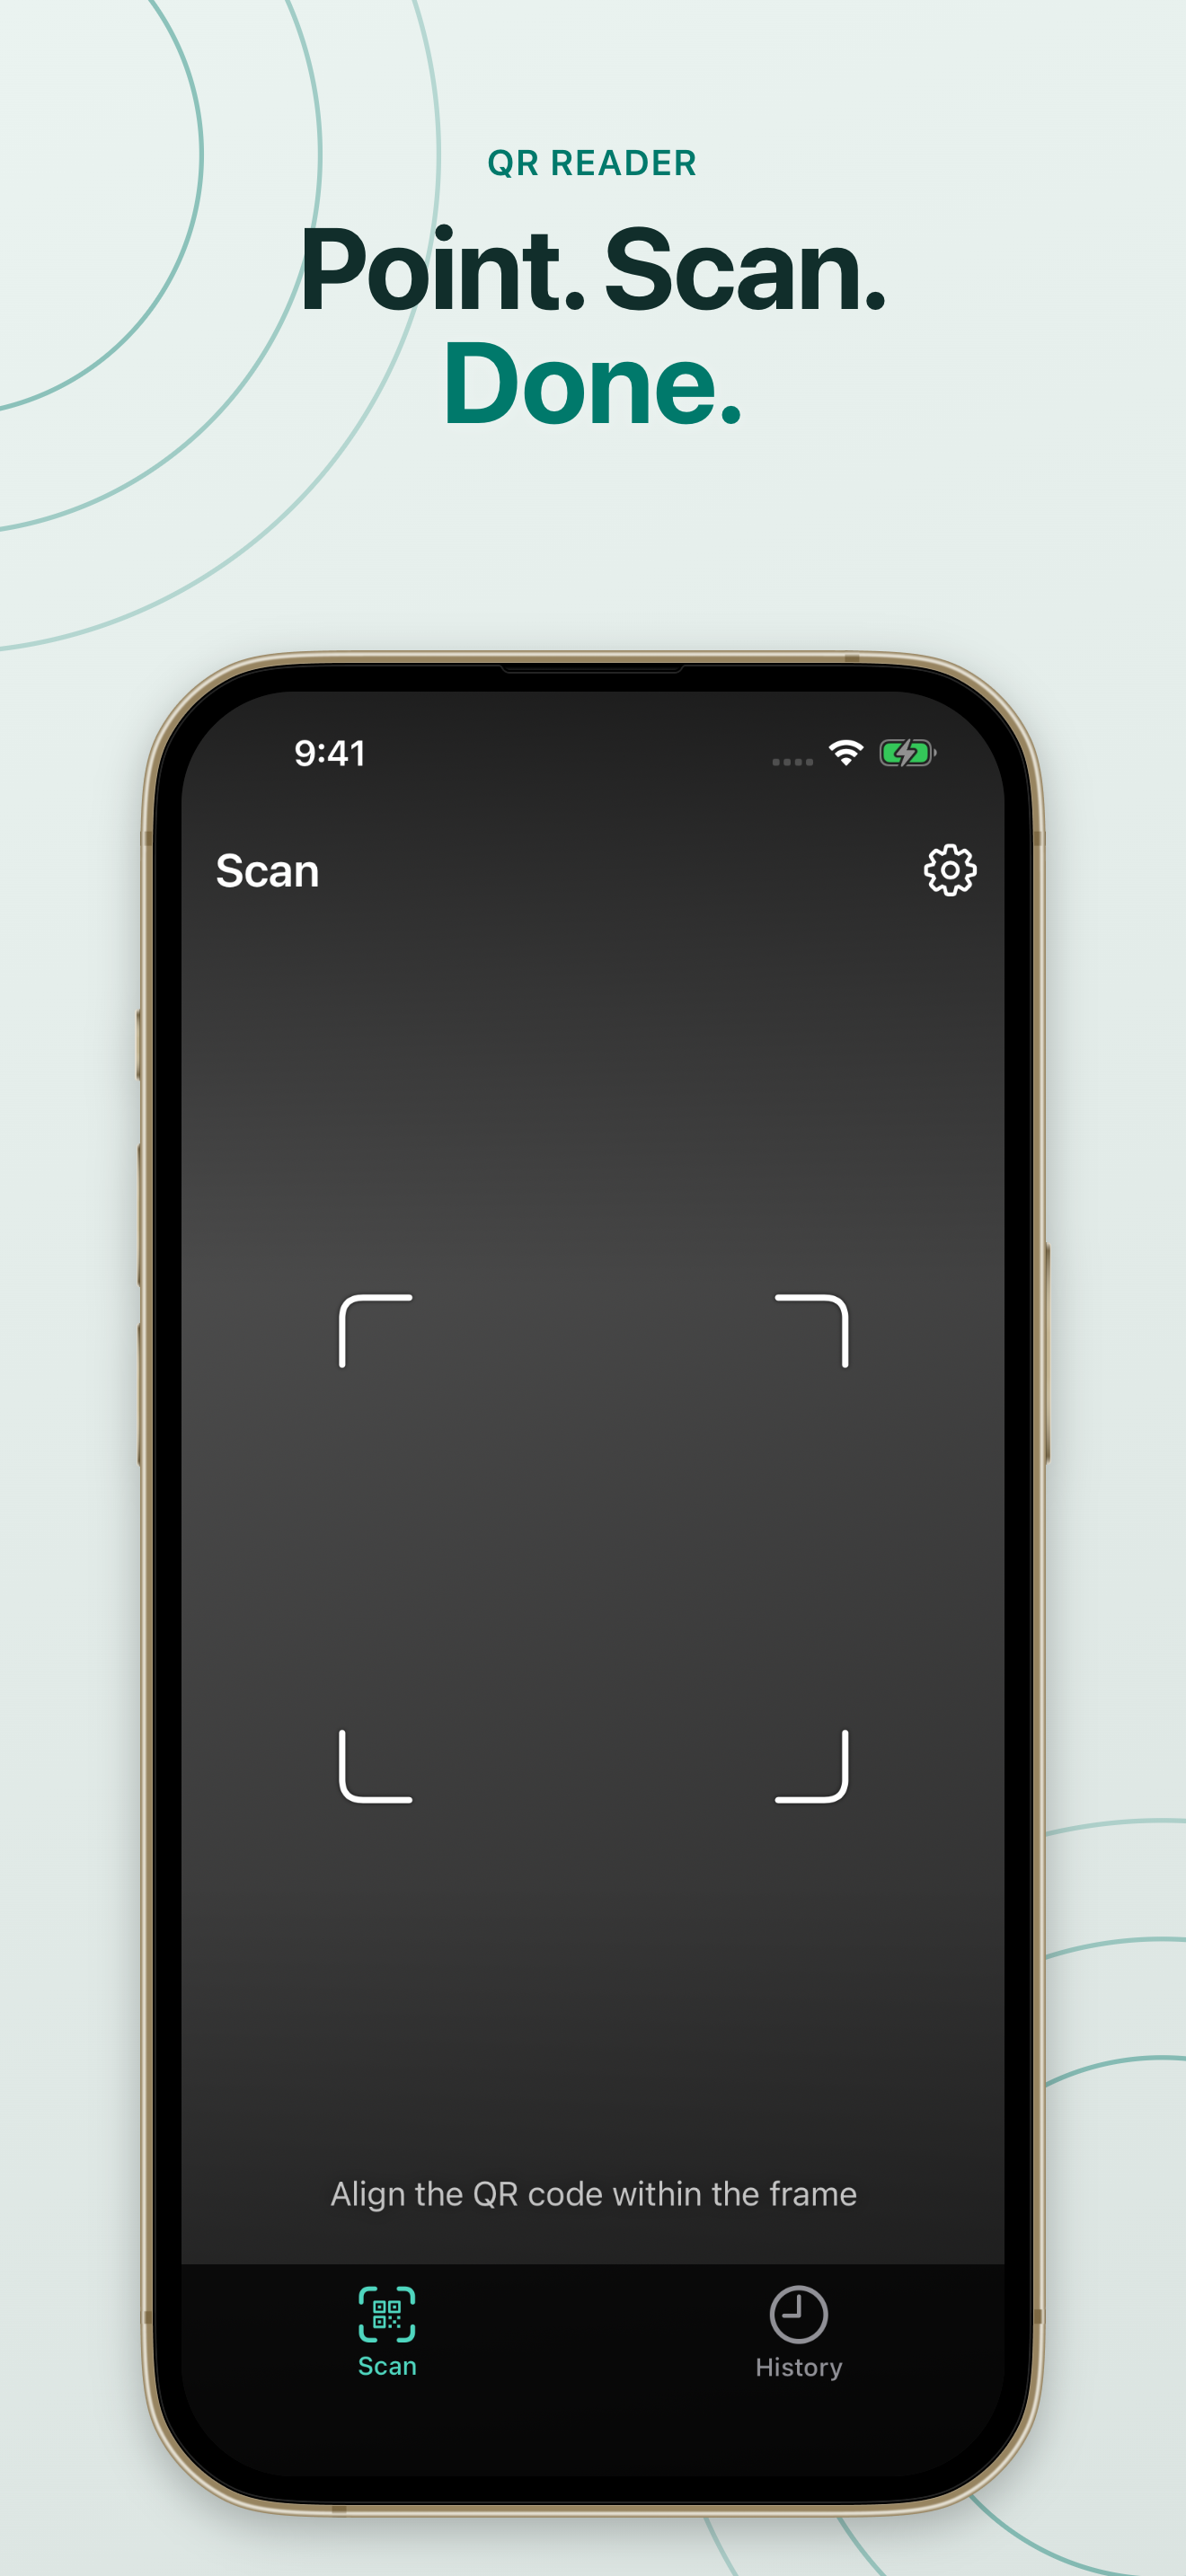 QR READER
Point. Scan.
Done.
9:41
Scan
Align the QR code within the frame
Scan
History